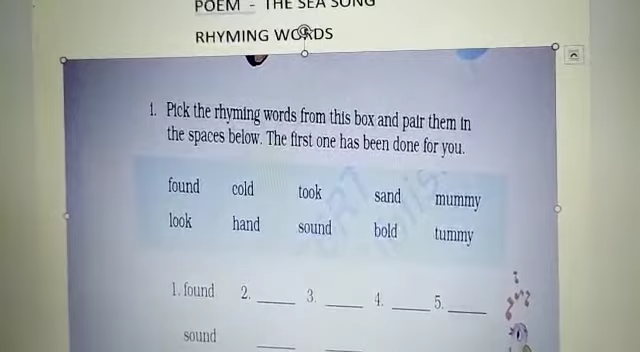 POEM - THE SEA SONG
RHYMING WORDS
1. Pick the rhyming words from this box and pair them in
the spaces below. The first one has been done for you.
found cold took sand mummy
look hand sound bold tummy
1. found 2. ____ 3. ____ 4. ____ 5. ____
sound ____ ____